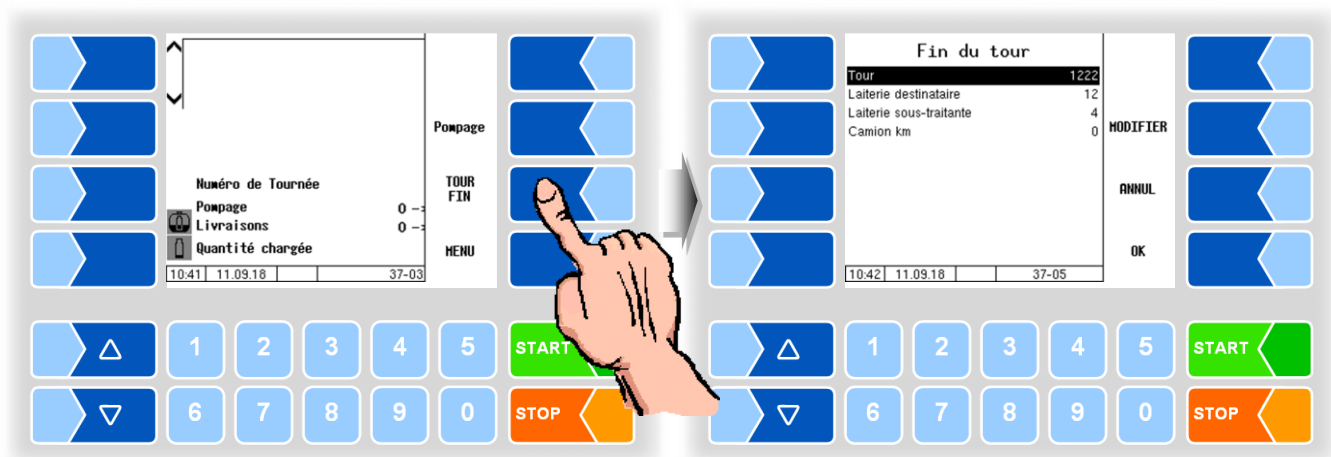 Pompage
Numéro de Tournée
TOUR
FIN
Pompage 0 ->
Livraisons 0 ->
Quantité chargée
MENU
10:41 11.09.18 37-03
1 2 3 4 5 START
6 7 8 9 0 STOP
Fin du tour
Tour 1222
Laiterie destinataire 12
Laiterie sous-traitante 4
Camion km 0
MODIFIER
ANNUL
OK
10:42 11.09.18 37-05
1 2 3 4 5 START
6 7 8 9 0 STOP